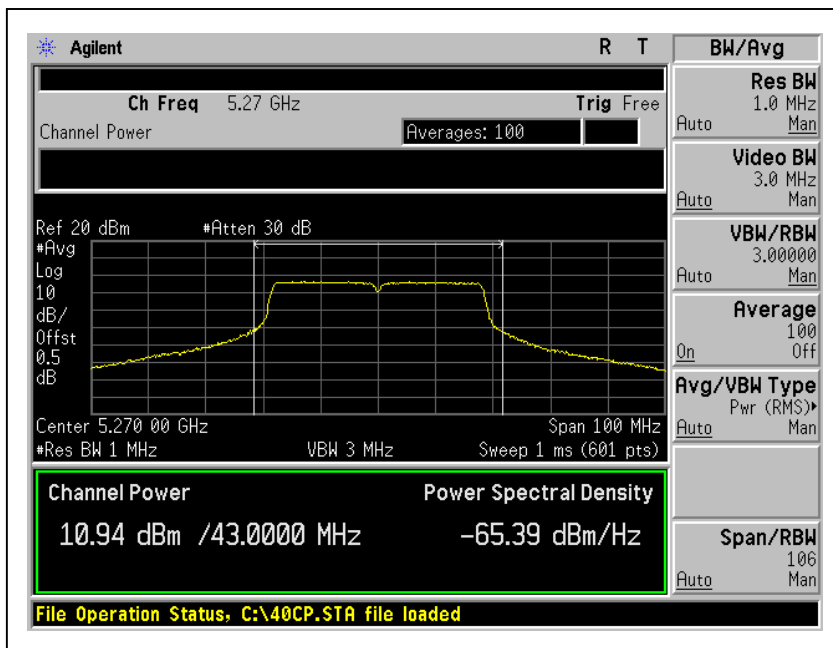 Agilent R T
Ch Freq 5.27 GHz Trig Free
Channel Power Averages: 100
Ref 20 dBm #Atten 30 dB
#Avg
Log
10
dB/
Offst
0.5
dB
Center 5.270 00 GHz Span 100 MHz
#Res BW 1 MHz VBW 3 MHz Sweep 1 ms (601 pts)
Channel Power Power Spectral Density
10.94 dBm /43.0000 MHz -65.39 dBm/Hz
File Operation Status, C:\40CP.STA file loaded
BW/Avg
Res BW
1.0 MHz
Auto Man
Video BW
3.0 MHz
Auto Man
VBW/RBW
3.00000
Auto Man
Average
100
On Off
Avg/VBW Type
Pwr (RMS)▸
Auto Man
Span/RBW
106
Auto Man